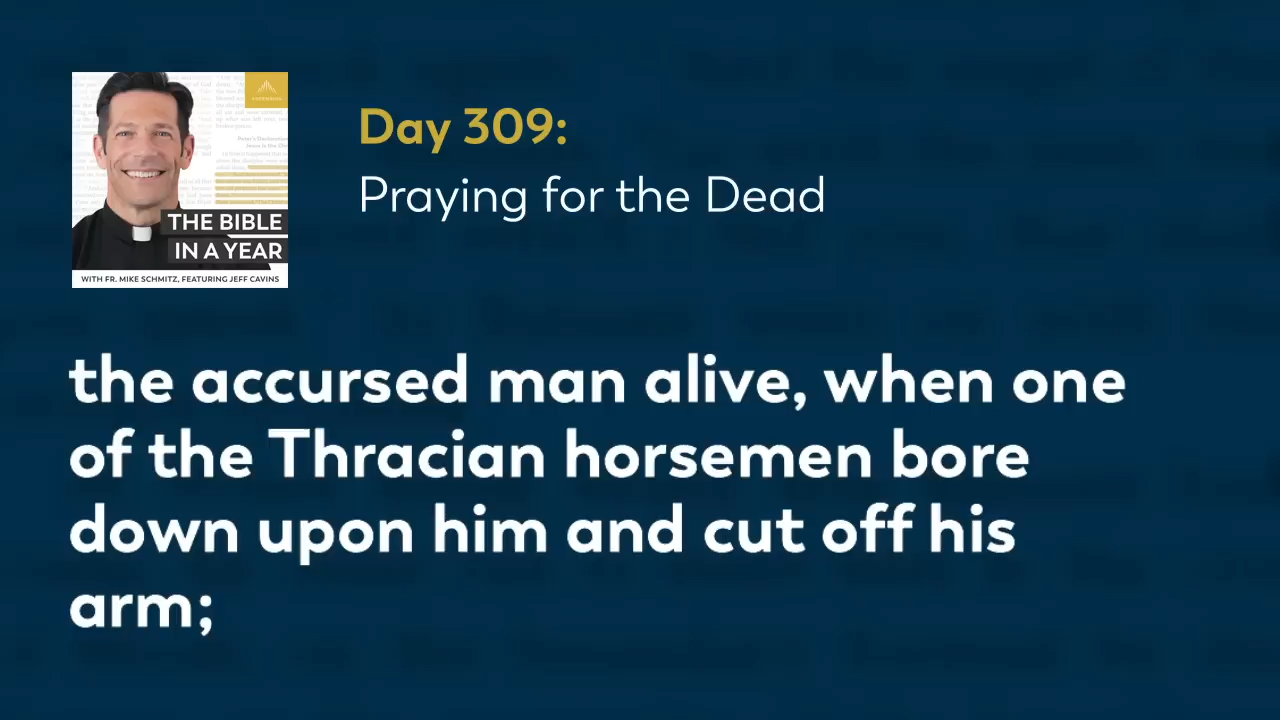 Day 309:
Praying for the Dead
THE BIBLE
IN A YEAR
WITH FR. MIKE SCHMITZ, FEATURING JEFF CAVINS
the accursed man alive, when one
of the Thracian horsemen bore
down upon him and cut off his
arm;